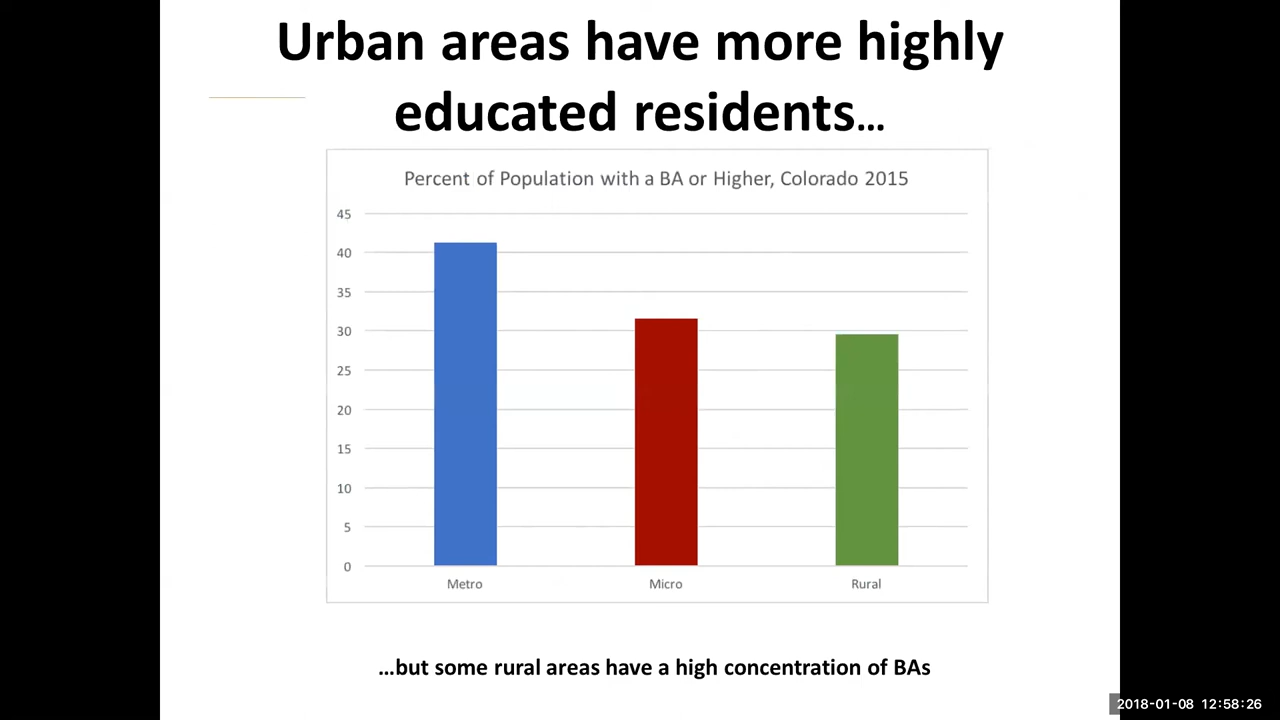 Urban areas have more highly
educated residents…
Percent of Population with a BA or Higher, Colorado 2015
45
40
35
30
25
20
15
10
5
0
Metro Micro Rural
…but some rural areas have a high concentration of BAs
2018-01-08 12:58:26